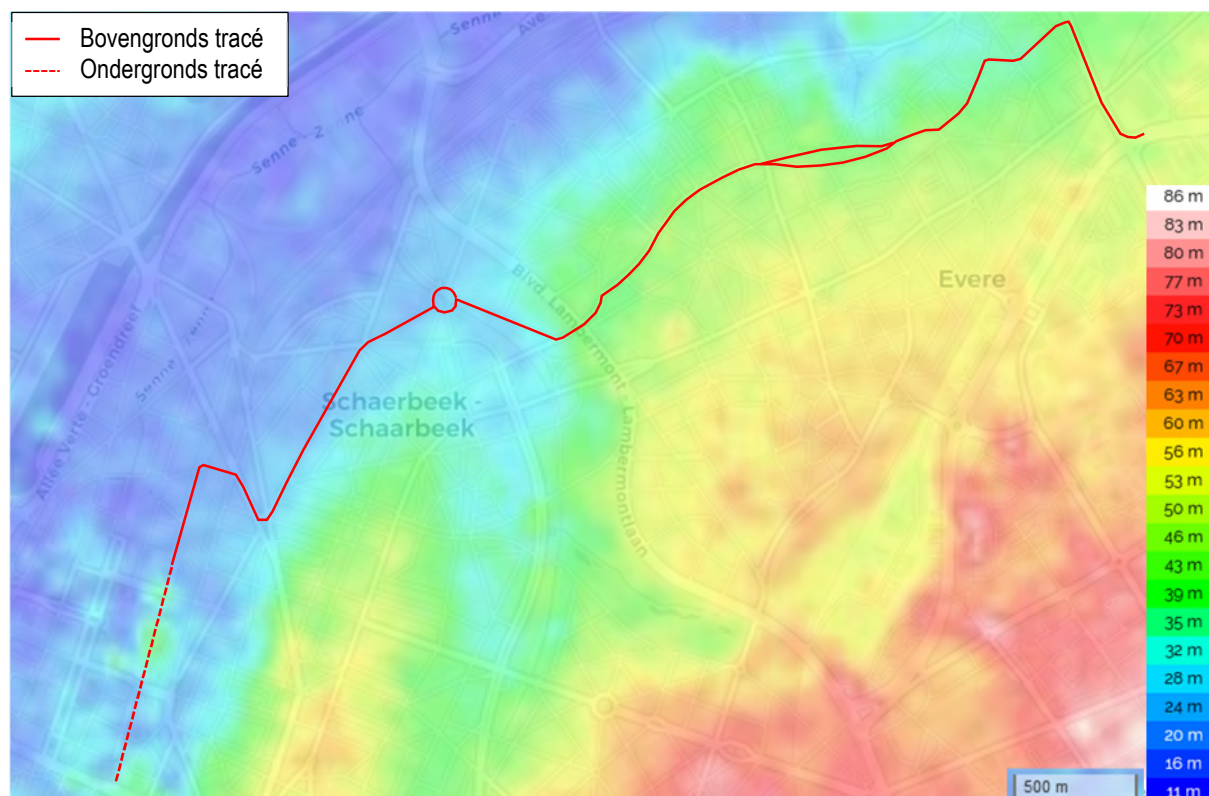 Bovengronds tracé
Ondergronds tracé
Senne -
Ave.
Senne - Zenne
Blvd. Lambermont - Lambermontlaan
Evere
Allée Verte - Groendreef
Senne - Zenne
Schaerbeek -
Schaarbeek
86 m
83 m
80 m
77 m
73 m
70 m
67 m
63 m
60 m
56 m
53 m
50 m
46 m
43 m
39 m
35 m
32 m
28 m
24 m
20 m
16 m
11 m
500 m